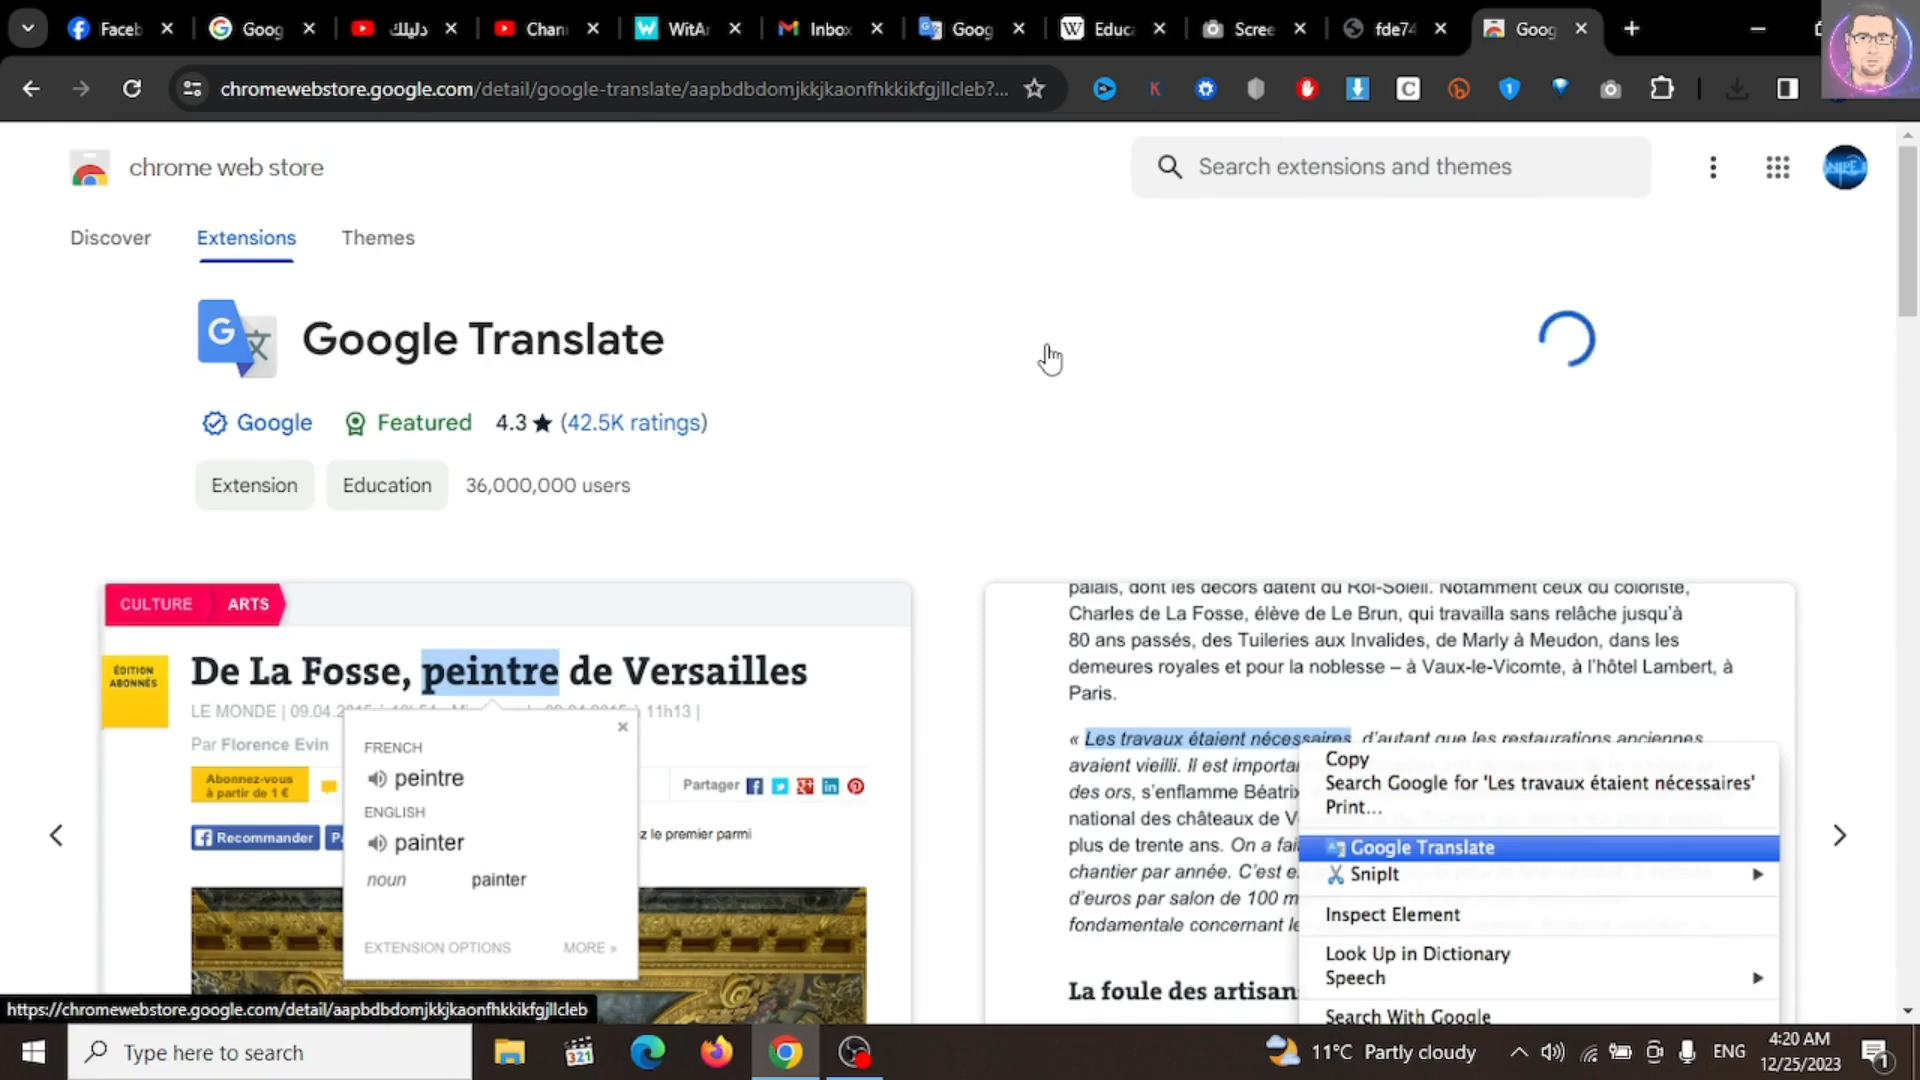 Faceb
Goog
دليلك
Chan
WitAr
Inbox
Goog
Educ
Scree
fde74
Goog
chromewebstore.google.com/detail/google-translate/aapbdbdomjkkjkaonfhkkikfgjllcleb?...
chrome web store
Search extensions and themes
Discover
Extensions
Themes
Google Translate
Google
Featured
4.3 ★ (42.5K ratings)
Extension
Education
36,000,000 users
CULTURE
ARTS
ÉDITION
ABONNÉS
De La Fosse, peintre de Versailles
LE MONDE | 09.04.
à 11h13 |
Par Florence Evin
Abonnez-vous
à partir de 1 €
Partager
Recommander
z le premier parmi
FRENCH
peintre
ENGLISH
painter
noun painter
EXTENSION OPTIONS
MORE »
palais, dont les décors datent du Roi-Soleil. Notamment ceux du coloriste,
Charles de La Fosse, élève de Le Brun, qui travailla sans relâche jusqu'à
80 ans passés, des Tuileries aux Invalides, de Marly à Meudon, dans les
demeures royales et pour la noblesse – à Vaux-le-Vicomte, à l'hôtel Lambert, à
Paris.
« Les travaux étaient nécessaires, d'autant que les restaurations anciennes
avaient vieilli. Il est importa
des ors, s'enflamme Béatrix
national des châteaux de V
plus de trente ans. On a fai
chantier par année. C'est e
d'euros par salon de 100 m
fondamentale concernant le
La foule des artisans
Copy
Search Google for 'Les travaux étaient nécessaires'
Print...
Google Translate
SnipIt
Inspect Element
Look Up in Dictionary
Speech
Search With Google
https://chromewebstore.google.com/detail/aapbdbdomjkkjkaonfhkkikfgjllcleb
Type here to search
321
11°C Partly cloudy
ENG
4:20 AM
12/25/2023
1